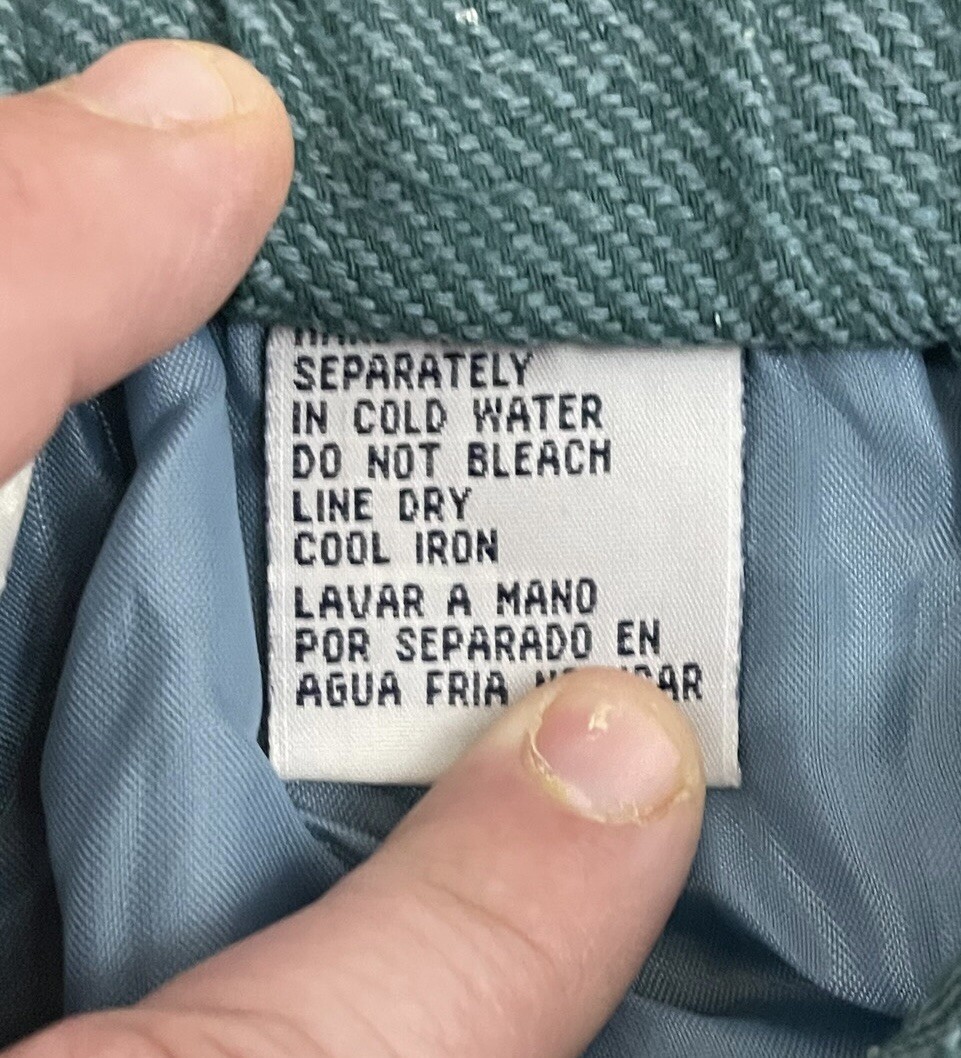 SEPARATELY
IN COLD WATER
DO NOT BLEACH
LINE DRY
COOL IRON
LAVAR A MANO
POR SEPARADO EN
AGUA FRIA